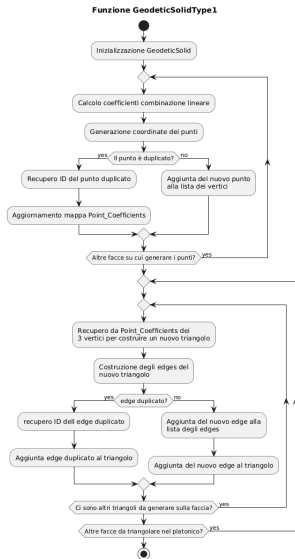 Funzione GeodeticSolidType1
Inizializzazione GeodeticSolid
Calcolo coefficienti combinazione lineare
Generazione coordinate dei punti
yes
Il punto è duplicato?
no
Recupero ID del punto duplicato
Aggiornamento mappa Point_Coefficients
Aggiunta del nuovo punto
alla lista dei vertici
Altre facce su cui generare i punti?
yes
Recupero da Point_Coefficients dei
3 vertici per costruire un nuovo triangolo
Costruzione degli edges del
nuovo triangolo
yes
edge duplicato?
no
recupero ID dell edge duplicato
Aggiunta edge duplicato al triangolo
Aggiunta del nuovo edge alla
lista degli edges
Aggiunta del nuovo edge al triangolo
Ci sono altri triangoli da generare sulla faccia?
yes
Altre facce da triangolare nel platonico?
yes